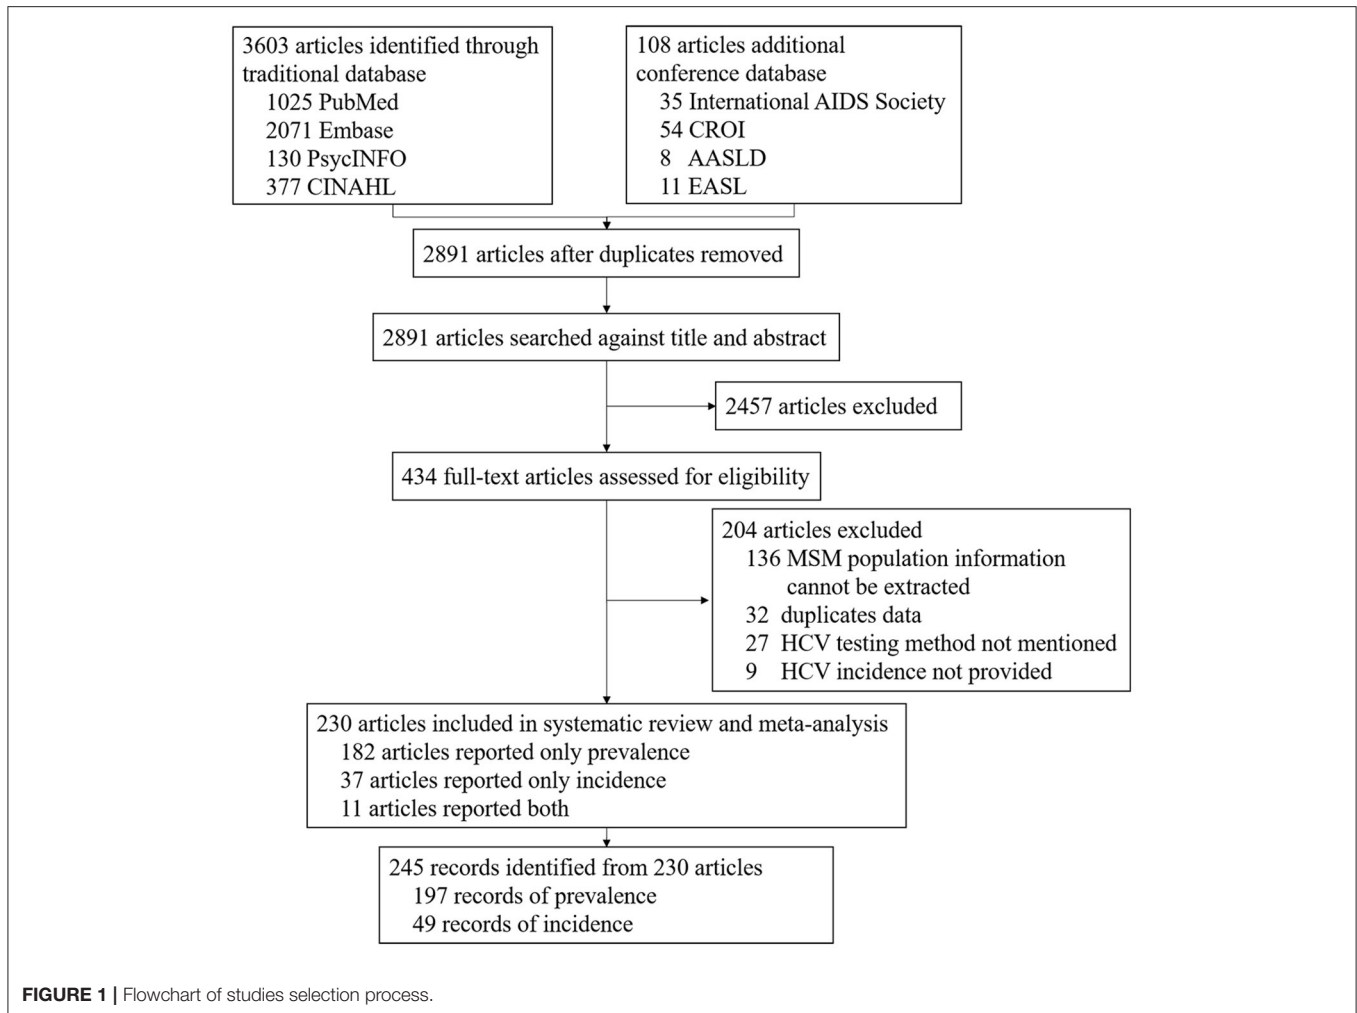 3603 articles identified through
traditional database
1025 PubMed
2071 Embase
130 PsycINFO
377 CINAHL
108 articles additional
conference database
35 International AIDS Society
54 CROI
8 AASLD
11 EASL
2891 articles after duplicates removed
2891 articles searched against title and abstract
2457 articles excluded
434 full-text articles assessed for eligibility
204 articles excluded
136 MSM population information
cannot be extracted
32 duplicates data
27 HCV testing method not mentioned
9 HCV incidence not provided
230 articles included in systematic review and meta-analysis
182 articles reported only prevalence
37 articles reported only incidence
11 articles reported both
245 records identified from 230 articles
197 records of prevalence
49 records of incidence
FIGURE 1 | Flowchart of studies selection process.